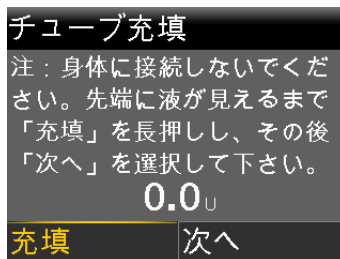 チューブ充填
注：身体に接続しないでくだ
さい。先端に液が見えるまで
「充填」を長押しし、その後
「次へ」を選択して下さい。
0.0U
充填 次へ